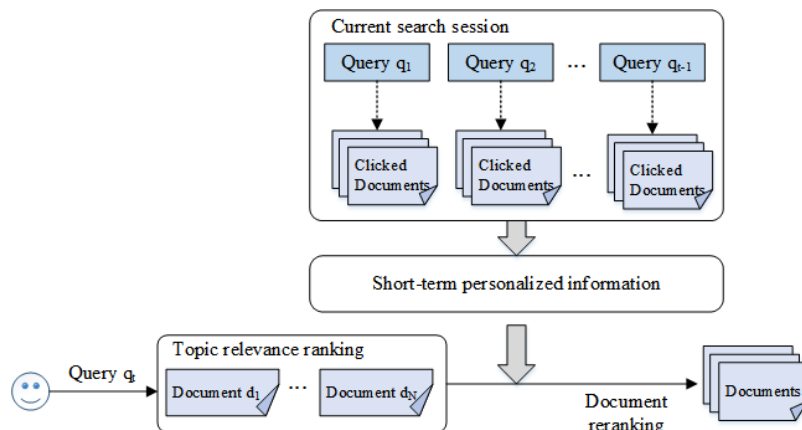 Current search session
Query q1 Query q2 ... Query qt-1
Clicked Documents
Clicked Documents
...
Clicked Documents
Short-term personalized information
Query qt
Topic relevance ranking
Document d1 ... Document dN
Document reranking
Documents